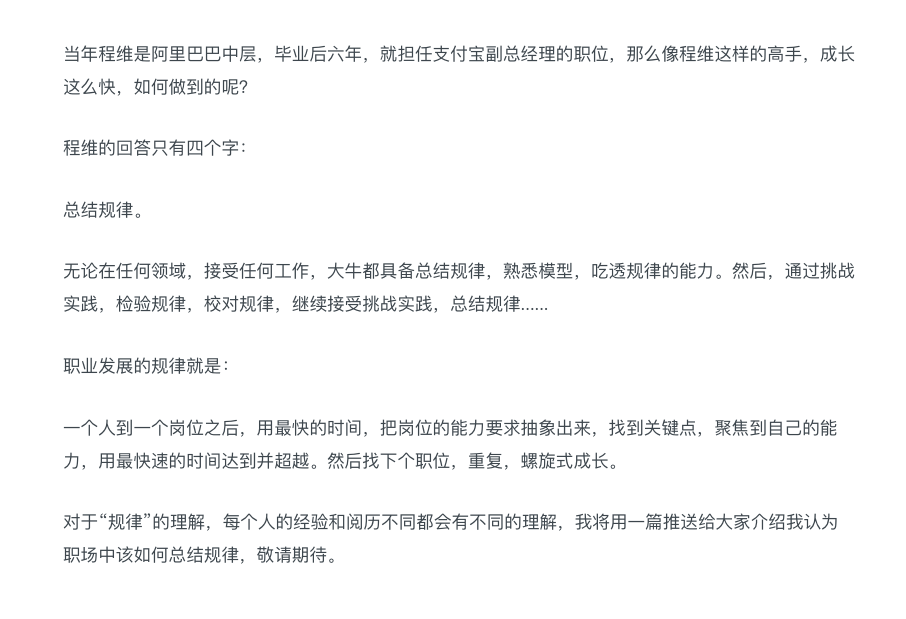 当年程维是阿里巴巴中层，毕业后六年，就担任支付宝副总经理的职位，那么像程维这样的高手，成长
这么快，如何做到的呢？
程维的回答只有四个字：
总结规律。
无论在任何领域，接受任何工作，大牛都具备总结规律，熟悉模型，吃透规律的能力。然后，通过挑战
实践，检验规律，校对规律，继续接受挑战实践，总结规律......
职业发展的规律就是：
一个人到一个岗位之后，用最快的时间，把岗位的能力要求抽象出来，找到关键点，聚焦到自己的能
力，用最快速的时间达到并超越。然后找下个职位，重复，螺旋式成长。
对于“规律”的理解，每个人的经验和阅历不同都会有不同的理解，我将用一篇推送给大家介绍我认为
职场中该如何总结规律，敬请期待。